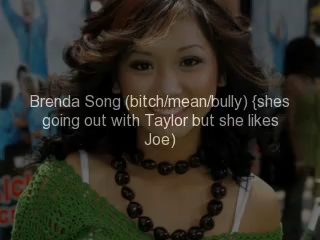 Brenda Song (bitch/mean/bully) {shes
going out with Taylor but she likes
Joe)